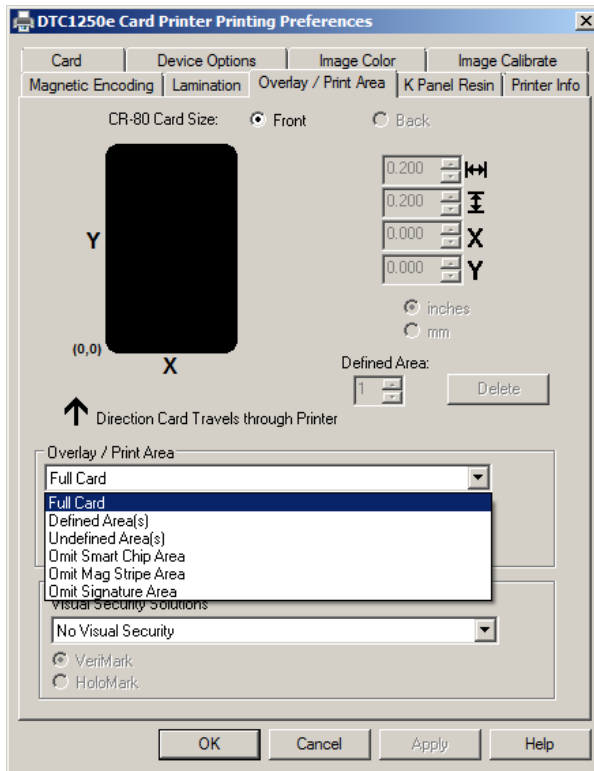 DTC1250e Card Printer Printing Preferences
Card Device Options Image Color Image Calibrate
Magnetic Encoding Lamination Overlay / Print Area K Panel Resin Printer Info
CR-80 Card Size: Front Back
0.200
0.200
0.000 X
Y
0.000 Y
inches
mm
(0,0)
X
Defined Area:
1 Delete
Direction Card Travels through Printer
Overlay / Print Area
Full Card
Full Card
Defined Area(s)
Undefined Area(s)
Omit Smart Chip Area
Omit Mag Stripe Area
Omit Signature Area
Visual Security Solutions
No Visual Security
VeriMark
HoloMark
OK Cancel Apply Help